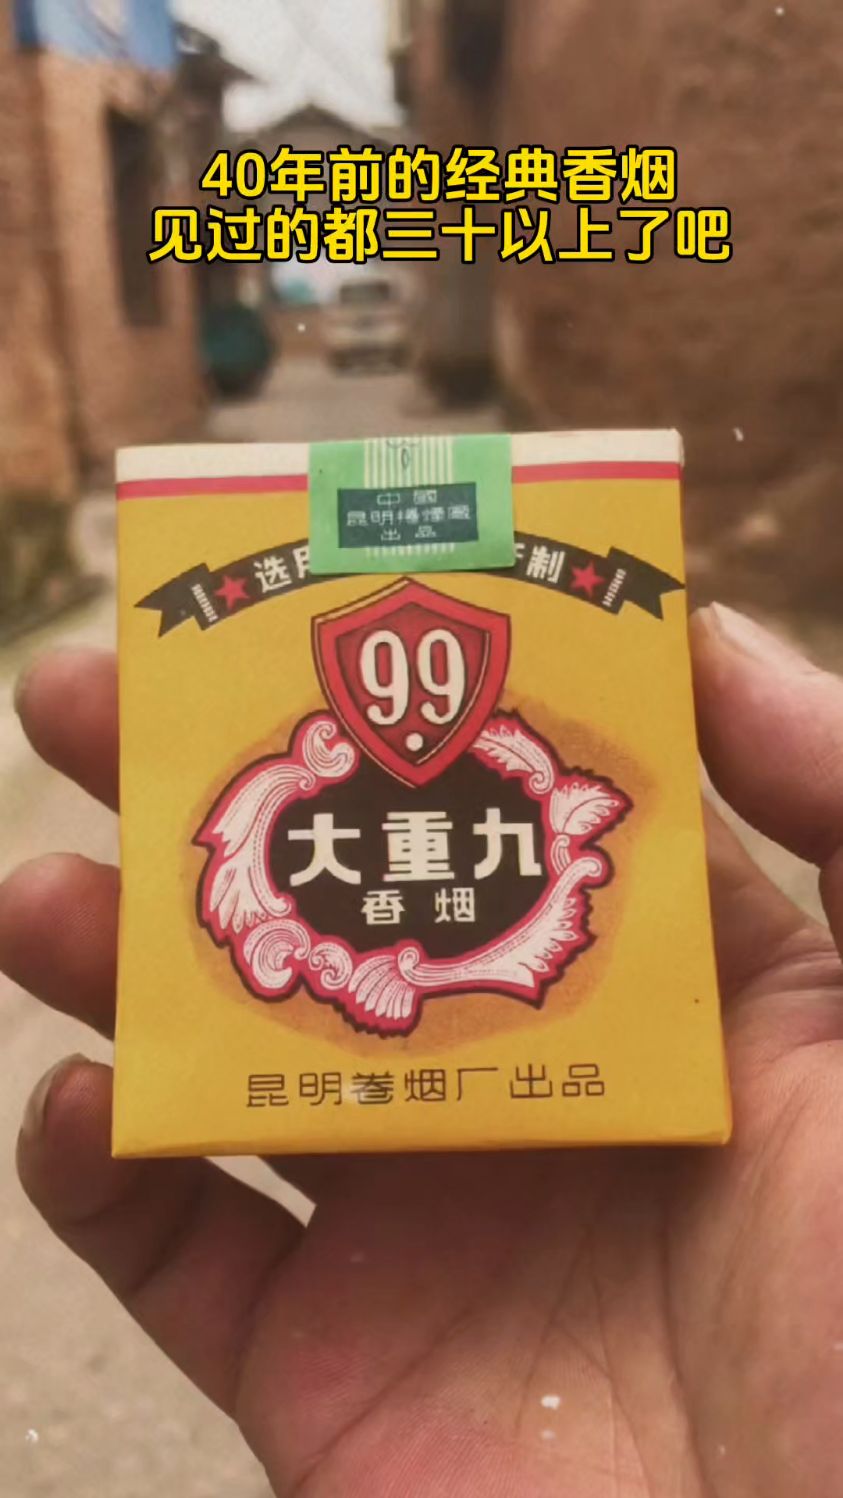 40年前的经典香烟
见过的都三十以上了吧
中國
昆明捲煙廠
出品
选用
制
99
大重九
香烟
昆明卷烟厂出品